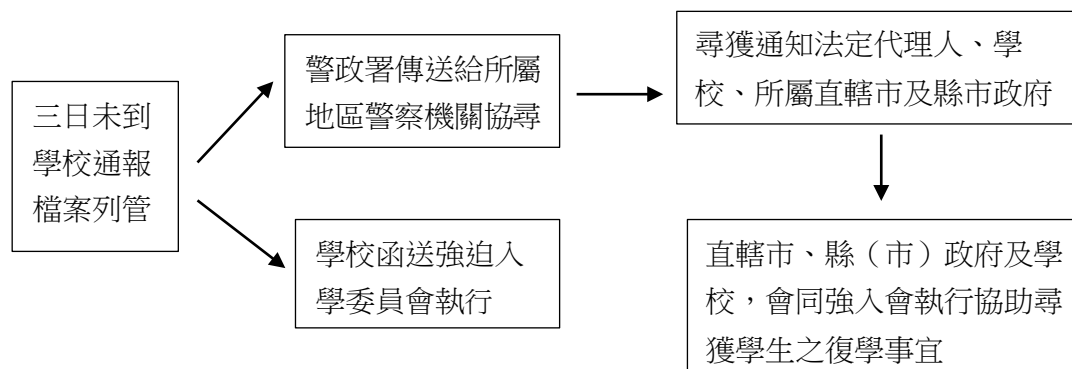 三日未到
學校通報
檔案列管
警政署傳送給所屬
地區警察機關協尋
尋獲通知法定代理人、學
校、所屬直轄市及縣市政府
學校函送強迫入
學委員會執行
直轄市、縣（市）政府及學
校，會同強入會執行協助尋
獲學生之復學事宜